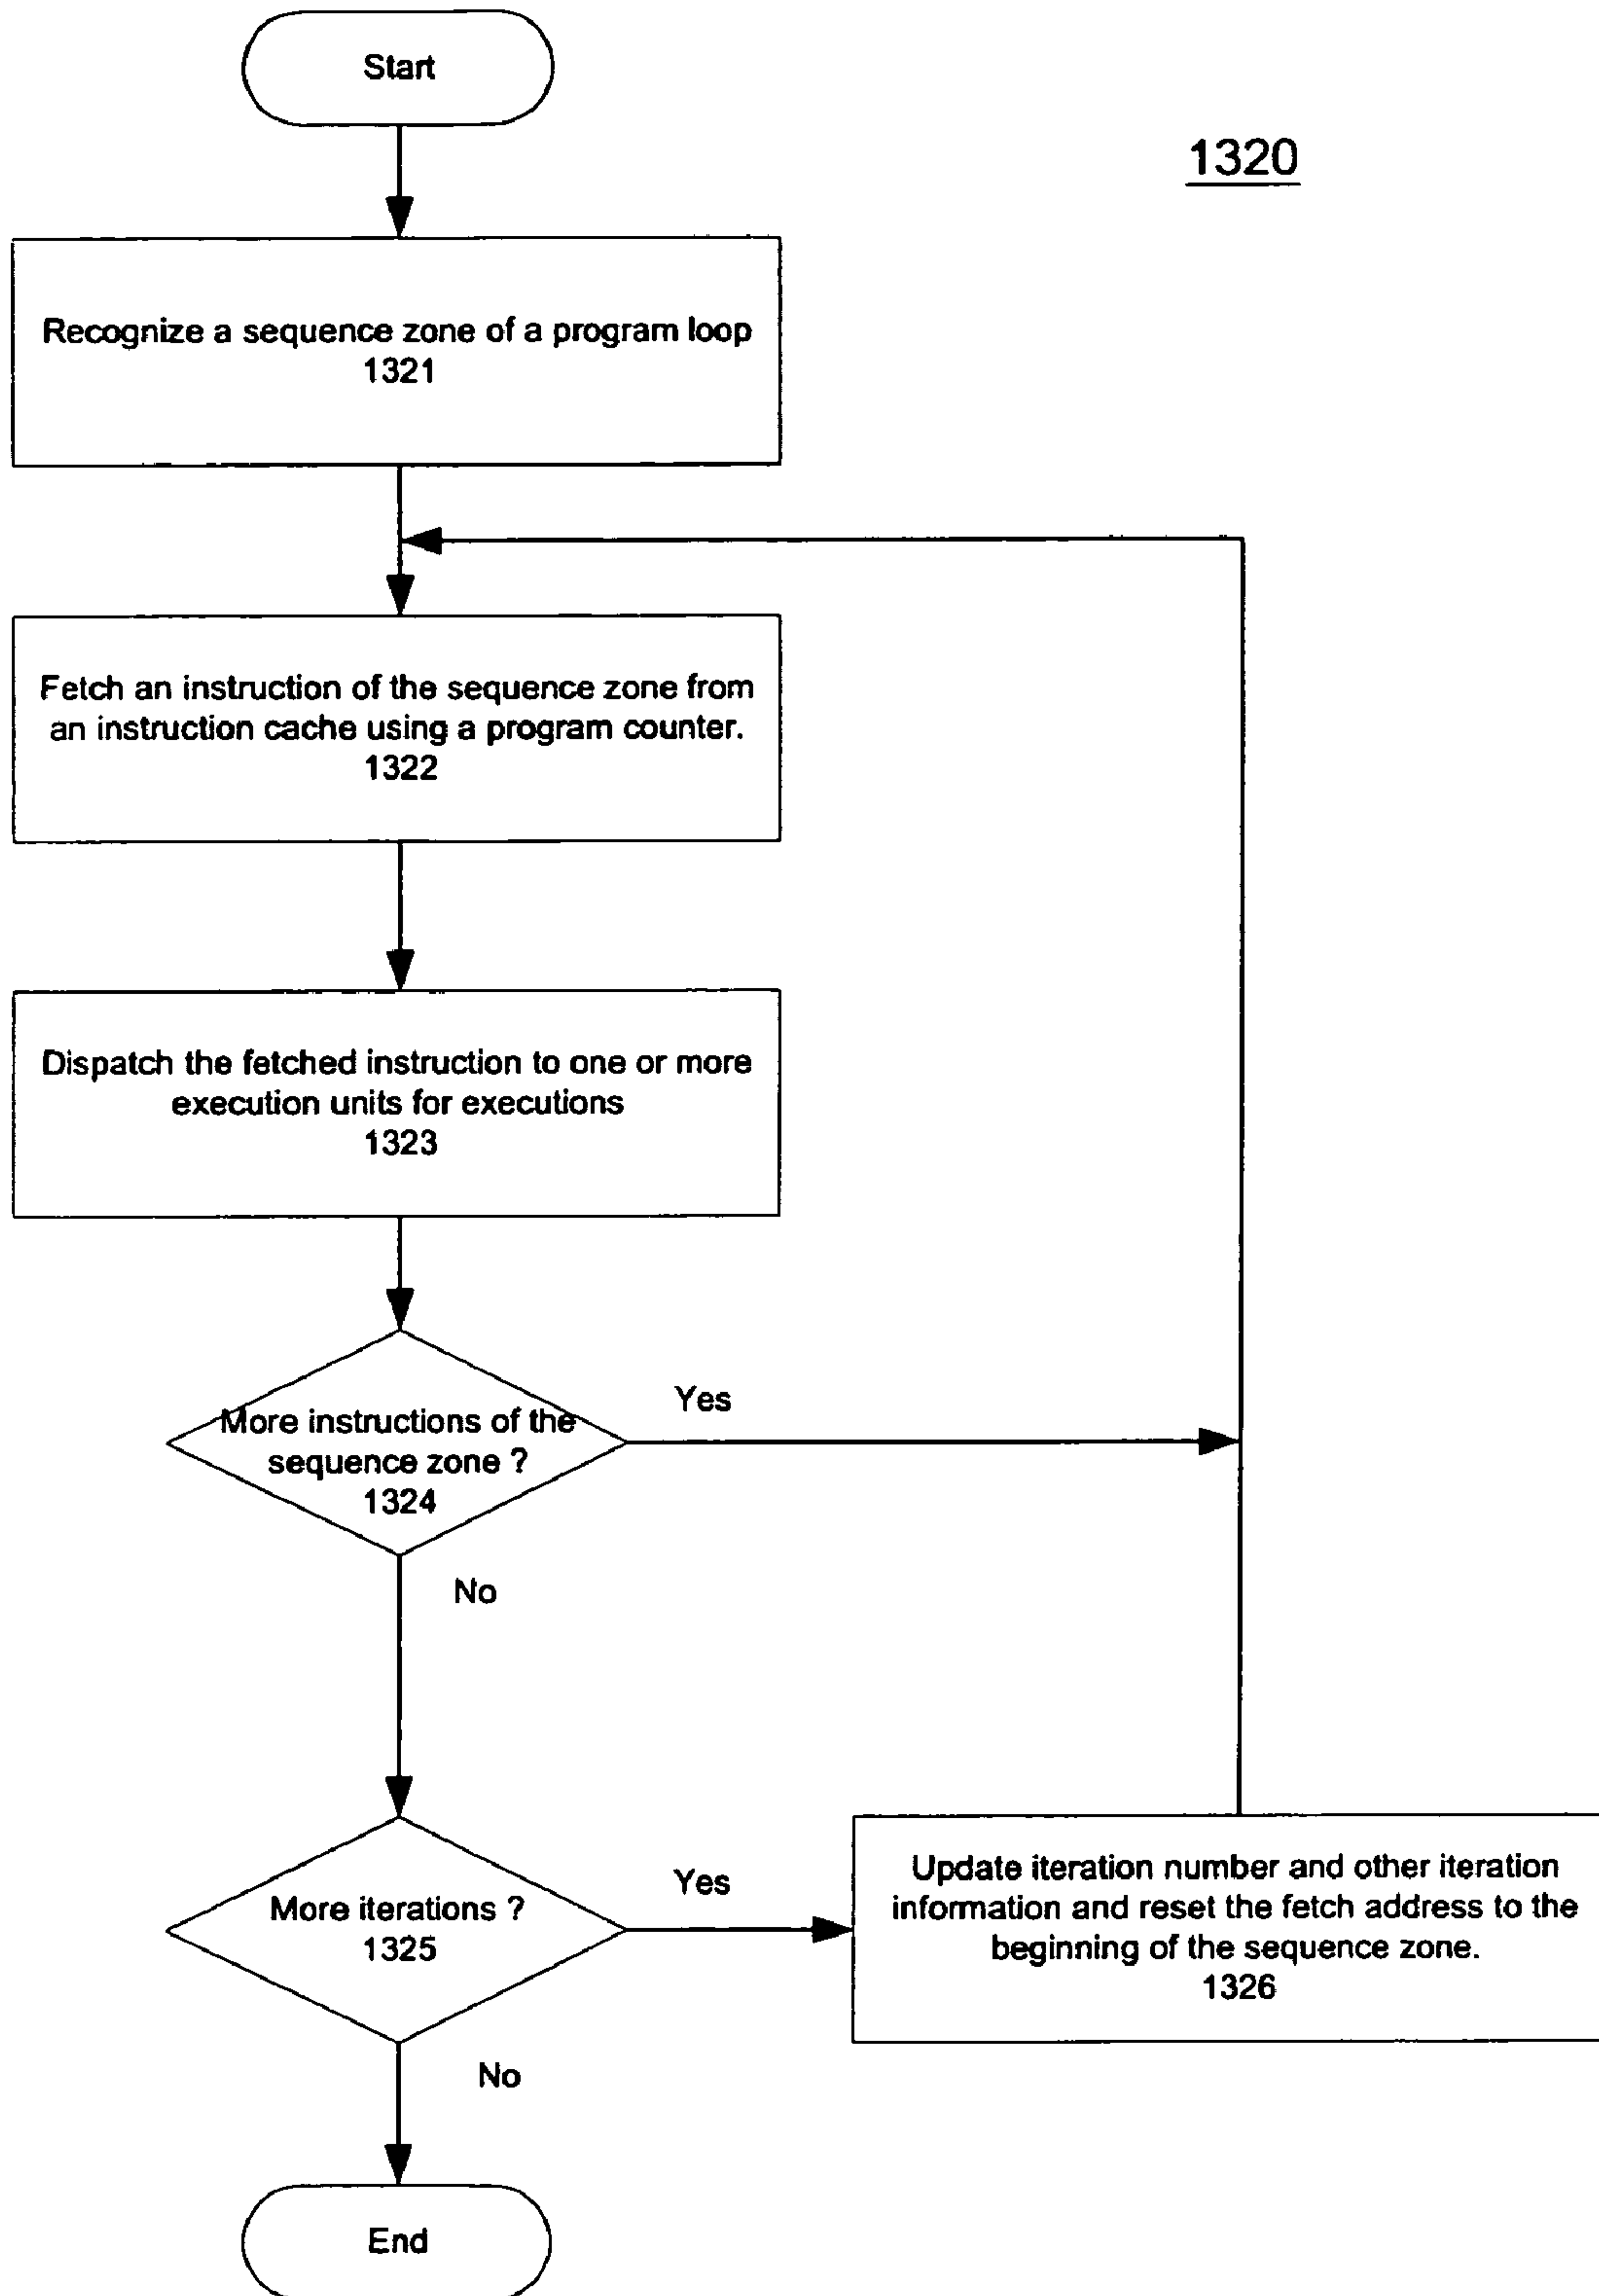 Start
1320
Recognize a sequence zone of a program loop
1321
Fetch an instruction of the sequence zone from
an instruction cache using a program counter.
1322
Dispatch the fetched instruction to one or more
execution units for executions
1323
More instructions of the
sequence zone ?
1324
Yes
No
More iterations ?
1325
Yes
Update iteration number and other iteration
information and reset the fetch address to the
beginning of the sequence zone.
1326
No
End